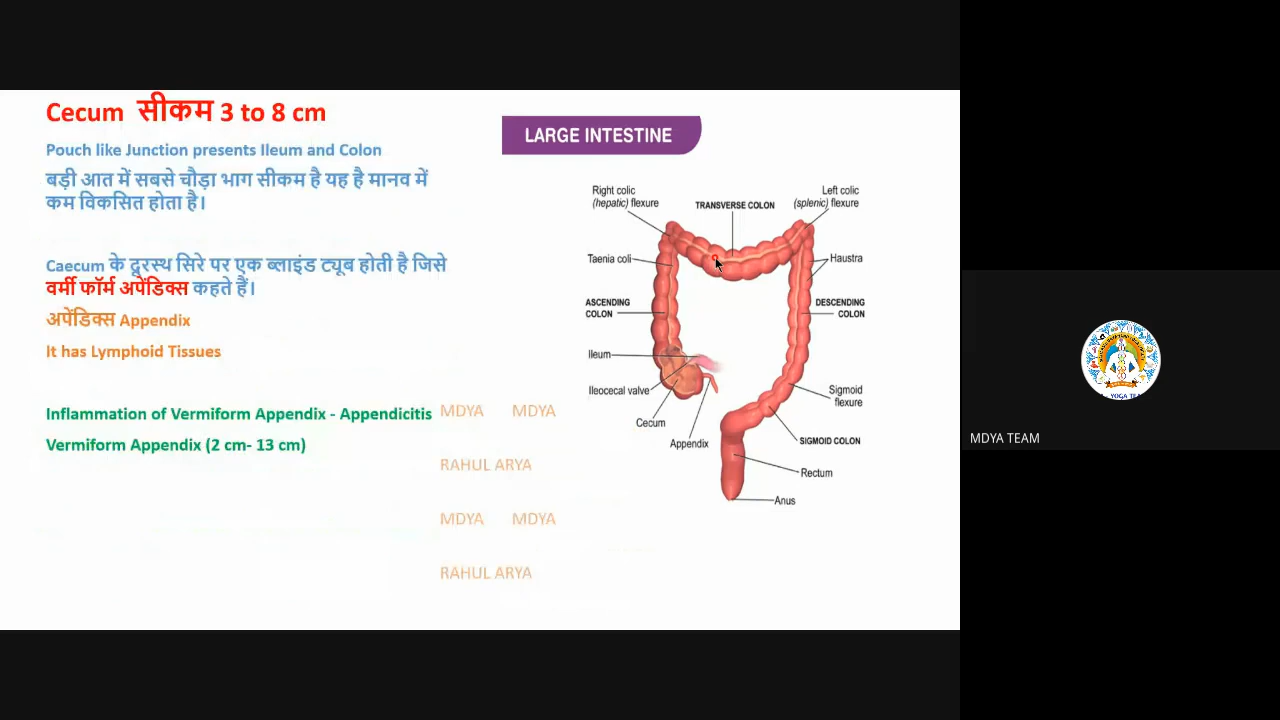 Cecum सीकम 3 to 8 cm
Pouch like Junction presents Ileum and Colon
बड़ी आत में सबसे चौड़ा भाग सीकम है यह है मानव में
कम विकसित होता है।
Caecum के दूरस्थ सिरे पर एक ब्लाइंड ट्यूब होती है जिसे
वर्मी फॉर्म अपेंडिक्स कहते हैं।
अपेंडिक्स Appendix
It has Lymphoid Tissues
Inflammation of Vermiform Appendix - Appendicitis
Vermiform Appendix (2 cm- 13 cm)
MDYA MDYA
RAHUL ARYA
MDYA MDYA
RAHUL ARYA
LARGE INTESTINE
Right colic
(hepatic) flexure
TRANSVERSE COLON
Left colic
(splenic) flexure
Taenia coli
Haustra
ASCENDING
COLON
DESCENDING
COLON
Ileum
Ileocecal valve
Sigmoid
flexure
Cecum
Appendix
SIGMOID COLON
Rectum
Anus
MDYA TEAM